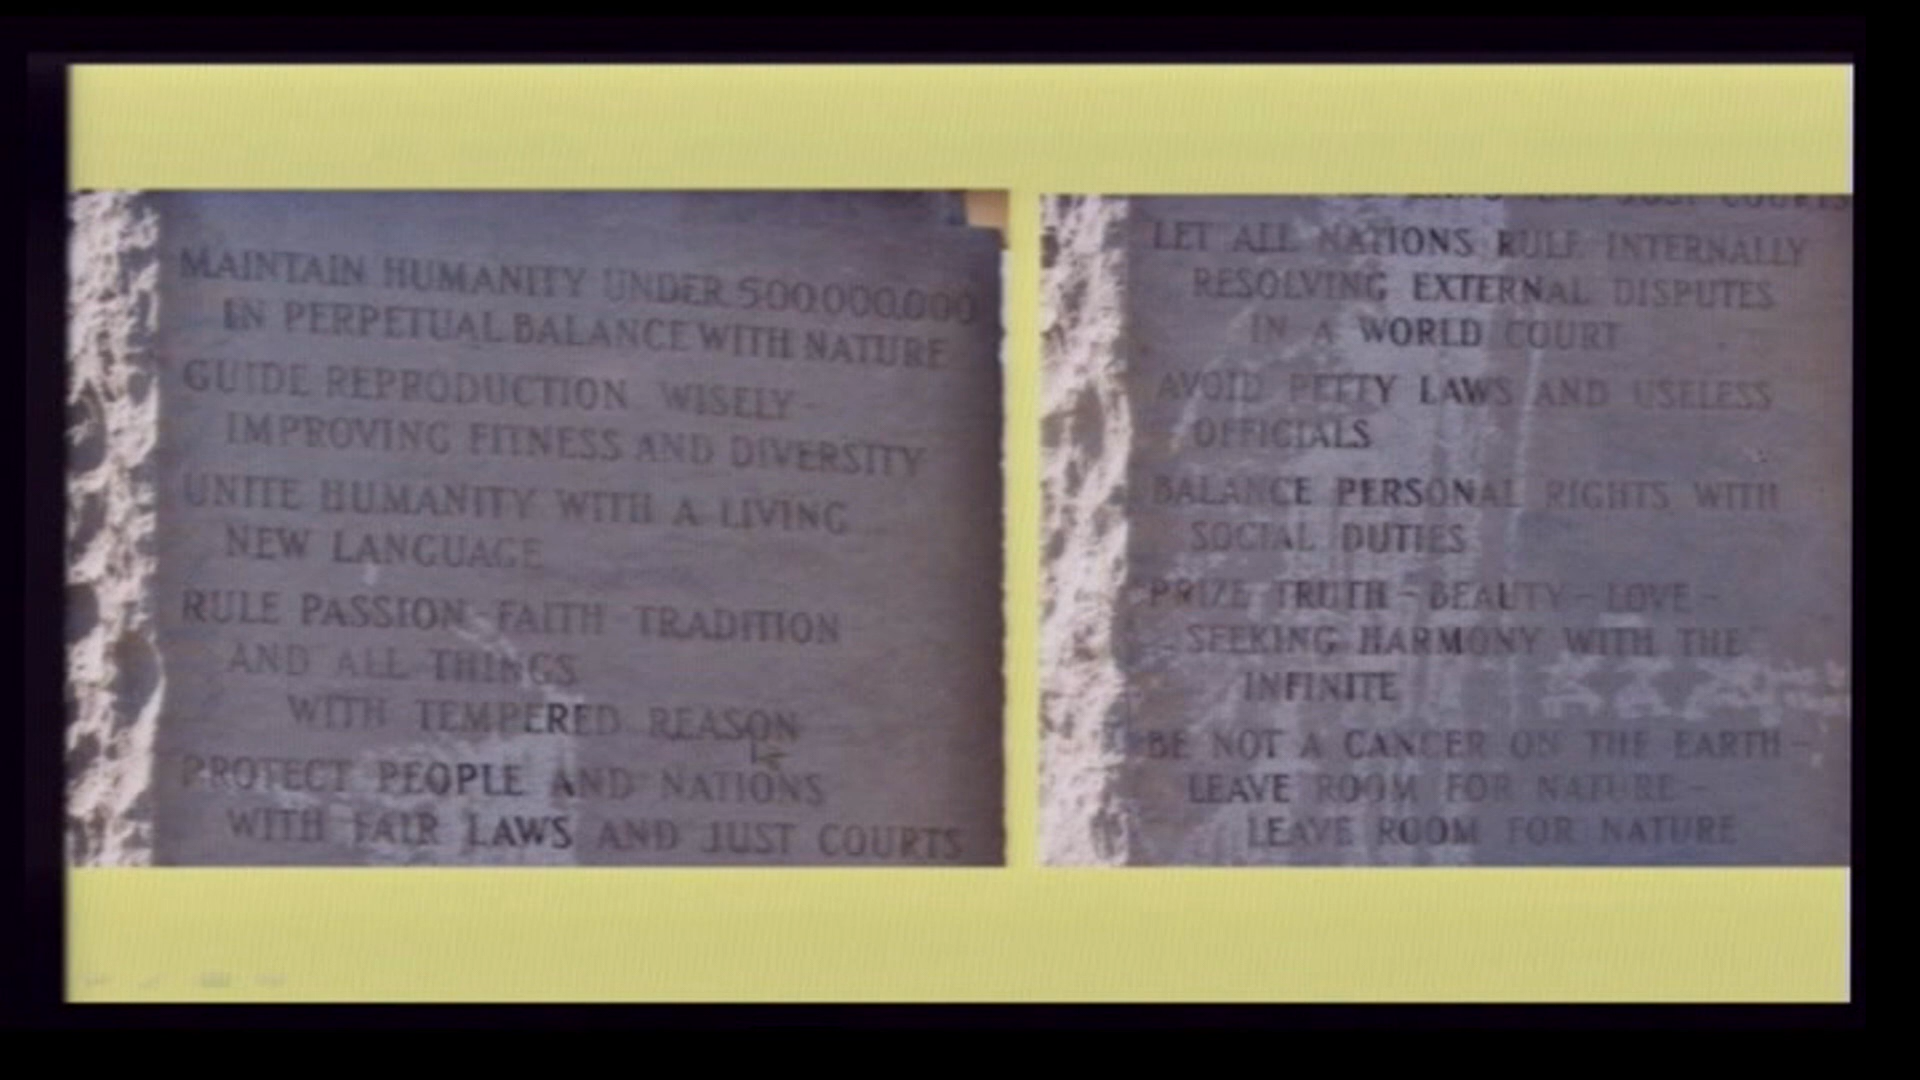 MAINTAIN HUMANITY UNDER 500,000,000
IN PERPETUAL BALANCE WITH NATURE
GUIDE REPRODUCTION WISELY -
IMPROVING FITNESS AND DIVERSITY
UNITE HUMANITY WITH A LIVING
NEW LANGUAGE
RULE PASSION - FAITH - TRADITION
AND ALL THINGS
WITH TEMPERED REASON
PROTECT PEOPLE AND NATIONS
WITH FAIR LAWS AND JUST COURTS
JUST COURTS
LET ALL NATIONS RULE INTERNALLY
RESOLVING EXTERNAL DISPUTES
IN A WORLD COURT
AVOID PETTY LAWS AND USELESS
OFFICIALS
BALANCE PERSONAL RIGHTS WITH
SOCIAL DUTIES
PRIZE TRUTH - BEAUTY - LOVE -
SEEKING HARMONY WITH THE
INFINITE
BE NOT A CANCER ON THE EARTH -
LEAVE ROOM FOR NATURE -
LEAVE ROOM FOR NATURE